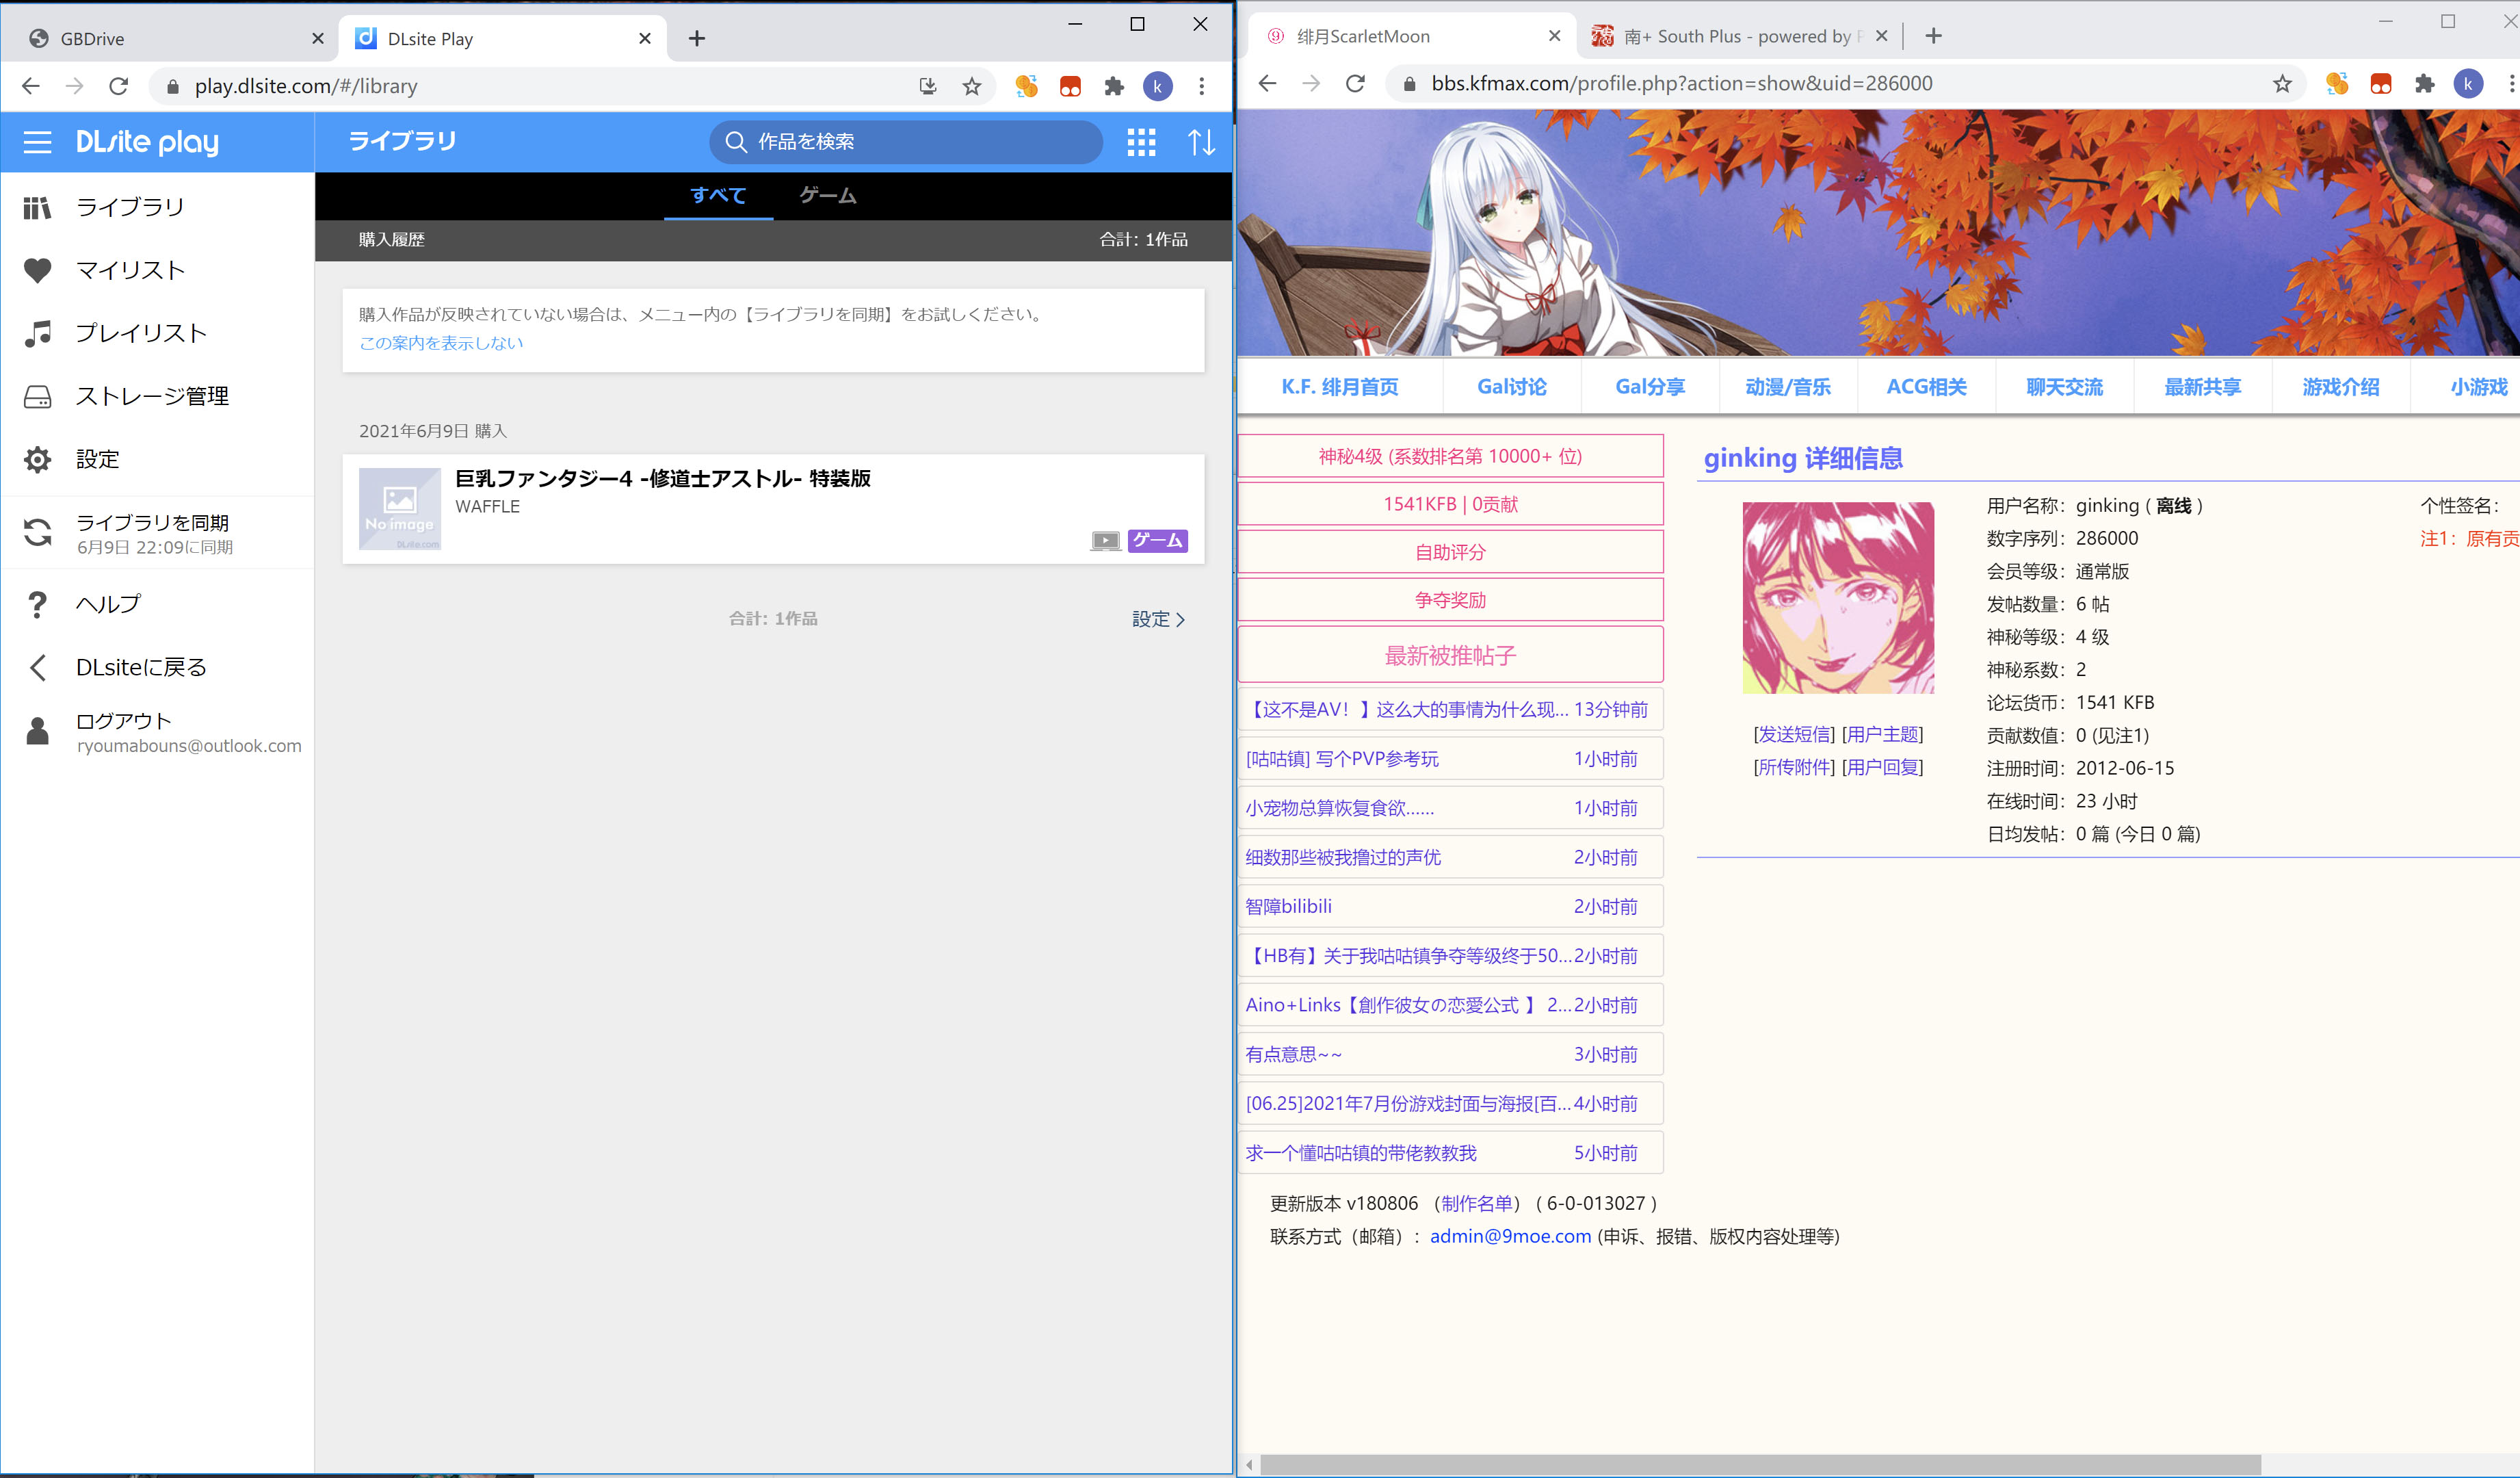 GBDrive
DLsite Play
play.dlsite.com/#/library
k
DLsite play
ライブラリ
マイリスト
プレイリスト
ストレージ管理
設定
ライブラリを同期
6月9日 22:09に同期
ヘルプ
DLsiteに戻る
ログアウト
ryoumabouns@outlook.com
ライブラリ
作品を検索
すべて
ゲーム
購入履歴
合計: 1作品
購入作品が反映されていない場合は、メニュー内の【ライブラリを同期】をお試しください。
この案内を表示しない
2021年6月9日 購入
No image
DLsite.com
巨乳ファンタジー4 -修道士アストル- 特装版
WAFFLE
ゲーム
合計: 1作品
設定
绯月ScarletMoon
南+ South Plus - powered by
bbs.kfmax.com/profile.php?action=show&uid=286000
k
K.F. 绯月首页
Gal讨论
Gal分享
动漫/音乐
ACG相关
聊天交流
最新共享
游戏介绍
小游戏
神秘4级 (系数排名第 10000+ 位)
1541KFB | 0贡献
自助评分
争夺奖励
最新被推帖子
【这不是AV！】这么大的事情为什么现... 13分钟前
[咕咕镇] 写个PVP参考玩 1小时前
小宠物总算恢复食欲...... 1小时前
细数那些被我撸过的声优 2小时前
智障bilibili 2小时前
【HB有】关于我咕咕镇争夺等级终于50... 2小时前
Aino+Links【創作彼女の恋愛公式 】 2... 2小时前
有点意思~~ 3小时前
[06.25]2021年7月份游戏封面与海报[百... 4小时前
求一个懂咕咕镇的带佬教教我 5小时前
ginking 详细信息
[发送短信] [用户主题]
[所传附件] [用户回复]
用户名称：ginking ( 离线 )
数字序列：286000
会员等级：通常版
发帖数量：6 帖
神秘等级：4 级
神秘系数：2
论坛货币：1541 KFB
贡献数值：0 (见注1)
注册时间：2012-06-15
在线时间：23 小时
日均发帖：0 篇 (今日 0 篇)
个性签名：
注1：原有贡
更新版本 v180806 （制作名单） ( 6-0-013027 )
联系方式（邮箱）：admin@9moe.com (申诉、报错、版权内容处理等)